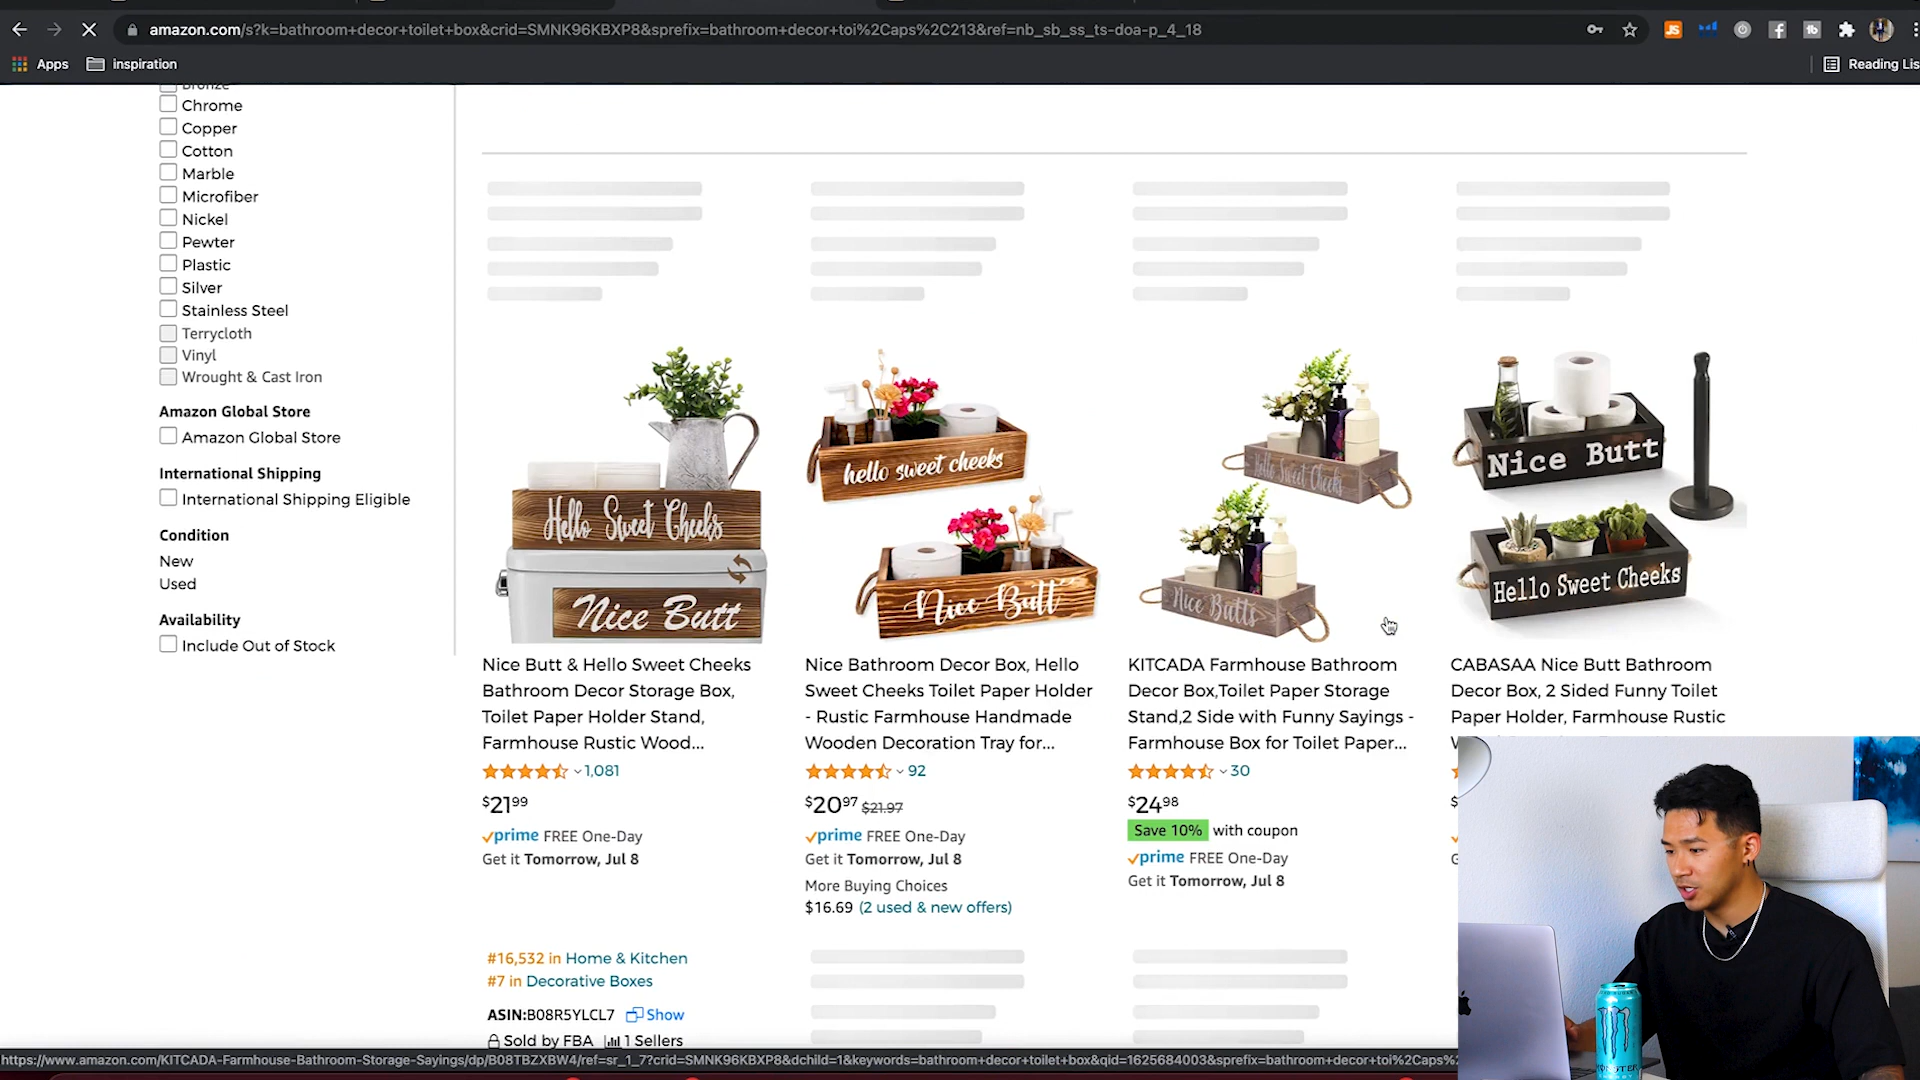 amazon.com/s?k=bathroom+decor+toilet+box&crid=SMNK96KBXP8&sprefix=bathroom+decor+toi%2Caps%2C213&ref=nb_sb_ss_ts-doa-p_4_18
Apps
inspiration
Reading Lis
Bronze
Chrome
Copper
Cotton
Marble
Microfiber
Nickel
Pewter
Plastic
Silver
Stainless Steel
Terrycloth
Vinyl
Wrought & Cast Iron
Amazon Global Store
Amazon Global Store
International Shipping
International Shipping Eligible
Condition
New
Used
Availability
Include Out of Stock
Hello Sweet Cheeks
Nice Butt
Nice Butt & Hello Sweet Cheeks
Bathroom Decor Storage Box,
Toilet Paper Holder Stand,
Farmhouse Rustic Wood...
1,081
$21.99
prime FREE One-Day
Get it Tomorrow, Jul 8
#16,532 in Home & Kitchen
#7 in Decorative Boxes
ASIN:B08R5YLCL7 Show
Sold by FBA 1 Sellers
hello sweet cheeks
Nice Butt
Nice Bathroom Decor Box, Hello
Sweet Cheeks Toilet Paper Holder
- Rustic Farmhouse Handmade
Wooden Decoration Tray for...
92
$20.97 $21.97
prime FREE One-Day
Get it Tomorrow, Jul 8
More Buying Choices
$16.69 (2 used & new offers)
Hello Sweet Cheeks
Nice Butts
KITCADA Farmhouse Bathroom
Decor Box,Toilet Paper Storage
Stand,2 Side with Funny Sayings -
Farmhouse Box for Toilet Paper...
30
$24.98
Save 10% with coupon
prime FREE One-Day
Get it Tomorrow, Jul 8
Nice Butt
Hello Sweet Cheeks
CABASAA Nice Butt Bathroom
Decor Box, 2 Sided Funny Toilet
Paper Holder, Farmhouse Rustic
MONSTER
https://www.amazon.com/KITCADA-Farmhouse-Bathroom-Storage-Sayings/dp/B08TBZXBW4/ref=sr_1_7?crid=SMNK96KBXP8&dchild=1&keywords=bathroom+decor+toilet+box&qid=1625684003&sprefix=bathroom+decor+toi%2Caps%